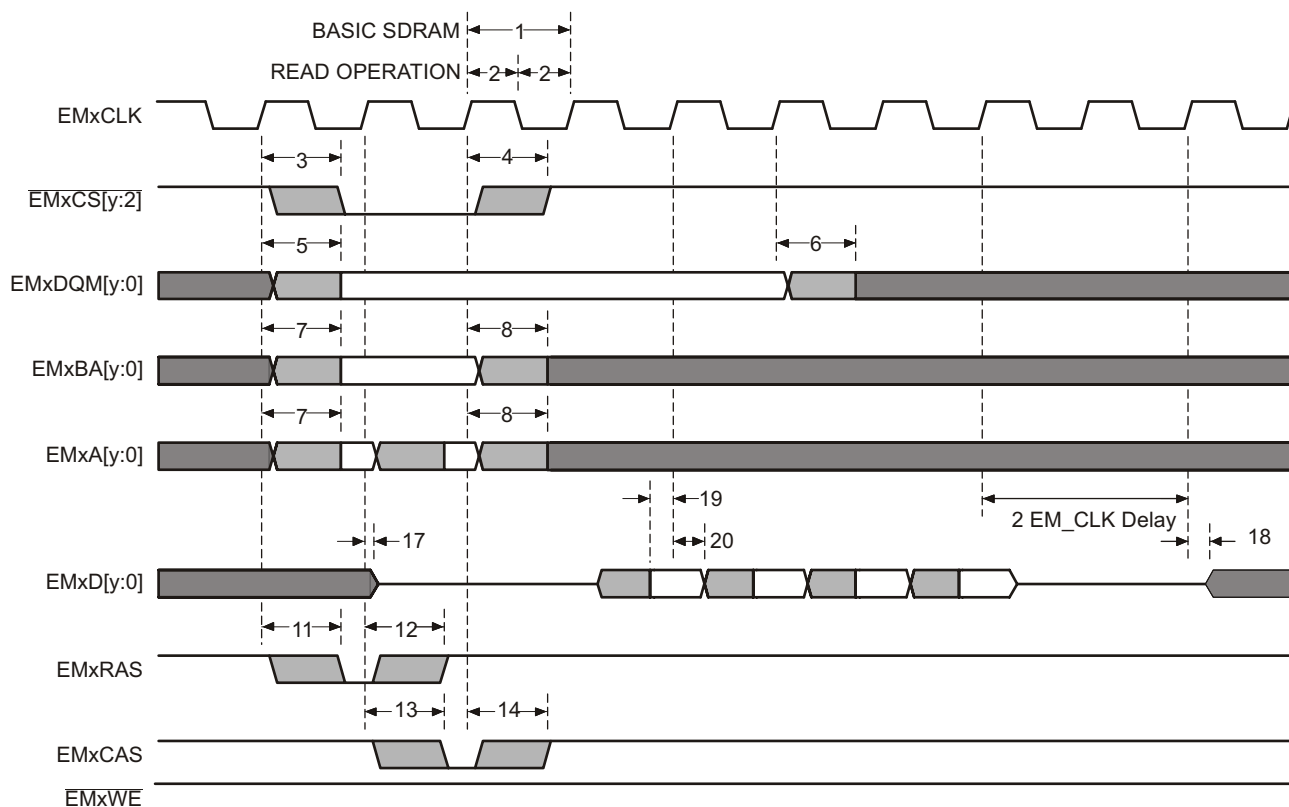 BASIC SDRAM
1
READ OPERATION
2 2
EMxCLK
3 4
EMxCS[y:2]
5 6
EMxDQM[y:0]
7 8
EMxBA[y:0]
7 8
EMxA[y:0]
19
2 EM_CLK Delay
17 20 18
EMxD[y:0]
11 12
EMxRAS
13 14
EMxCAS
EMxWE